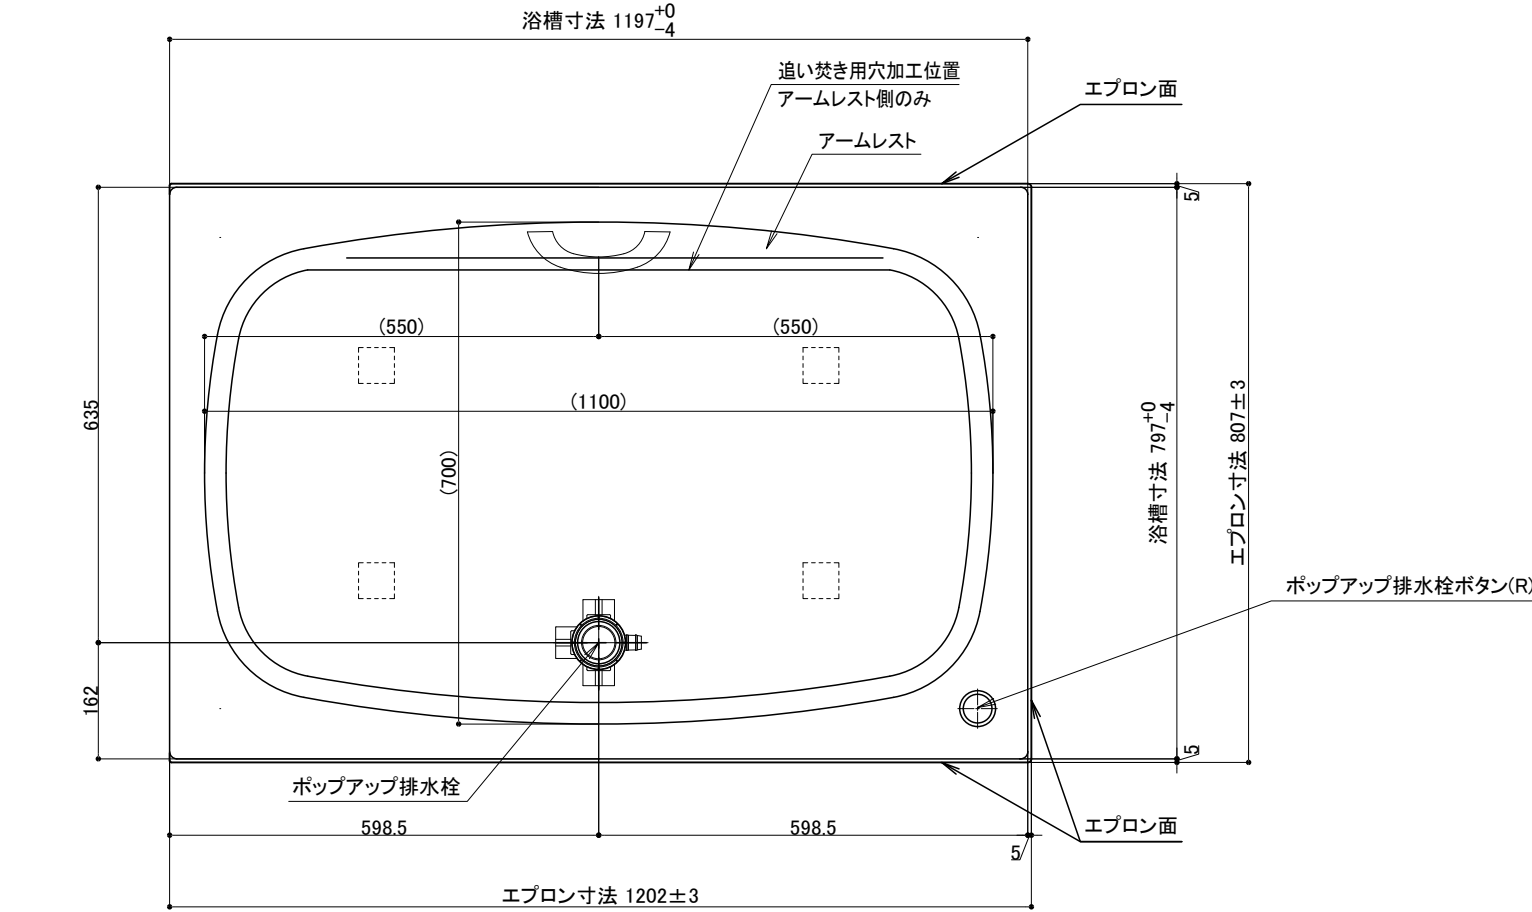 浴槽寸法 1197+0 −4
追い焚き用穴加工位置
アームレスト側のみ
エプロン面
アームレスト
5
(550)
(550)
(1100)
635
(700)
浴槽寸法 797+0 −4
エプロン寸法 807±3
ポップアップ排水栓ボタン(R)
162
5
ポップアップ排水栓
598.5
598.5
エプロン面
5
エプロン寸法 1202±3